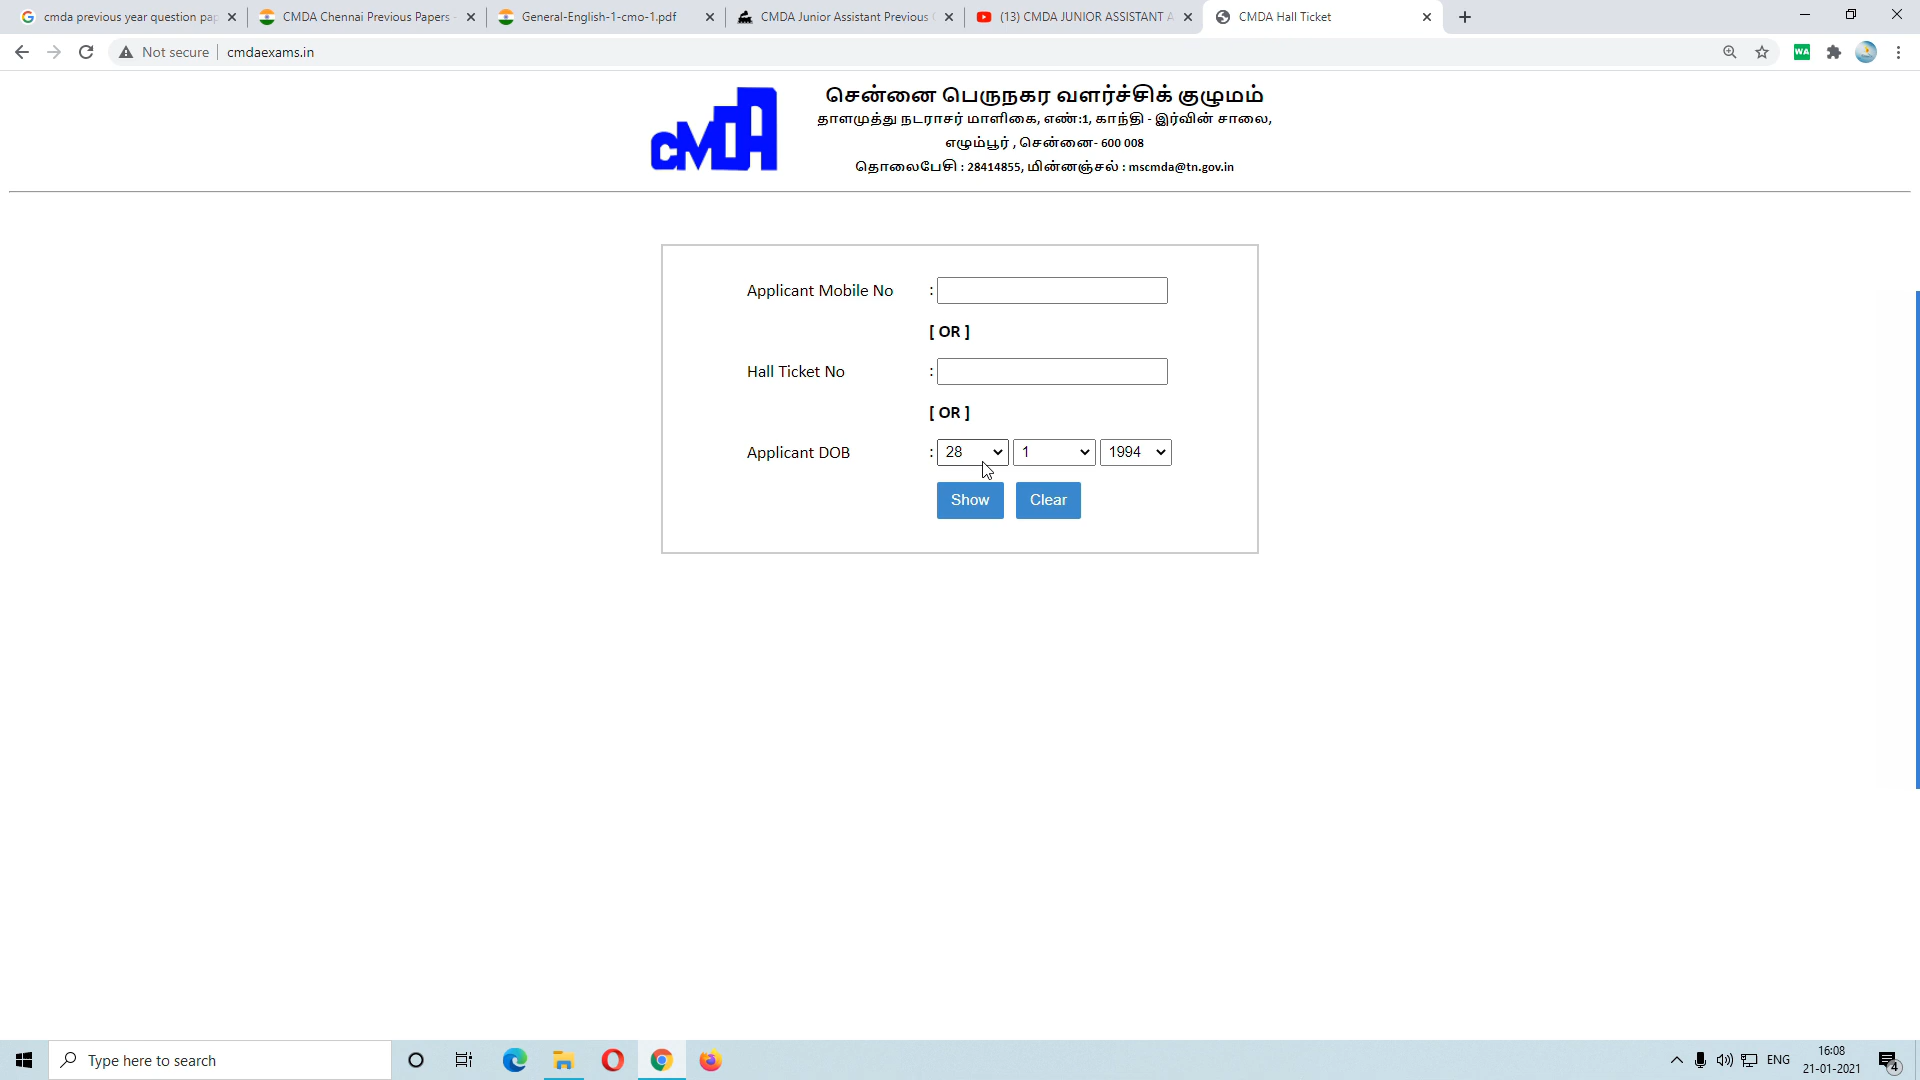 cmda previous year question pap
CMDA Chennai Previous Papers
General-English-1-cmo-1.pdf
CMDA Junior Assistant Previous
(13) CMDA JUNIOR ASSISTANT A
CMDA Hall Ticket
Not secure
cmdaexams.in
WA
CMDA
சென்னை பெருநகர வளர்ச்சிக் குழுமம்
தாளமுத்து நடராசர் மாளிகை, எண்:1, காந்தி - இர்வின் சாலை,
எழும்பூர் , சென்னை- 600 008
தொலைபேசி : 28414855, மின்னஞ்சல் : mscmda@tn.gov.in
Applicant Mobile No :
[ OR ]
Hall Ticket No :
[ OR ]
Applicant DOB : 28 1 1994
Show Clear
Type here to search
ENG
16:08
21-01-2021
4